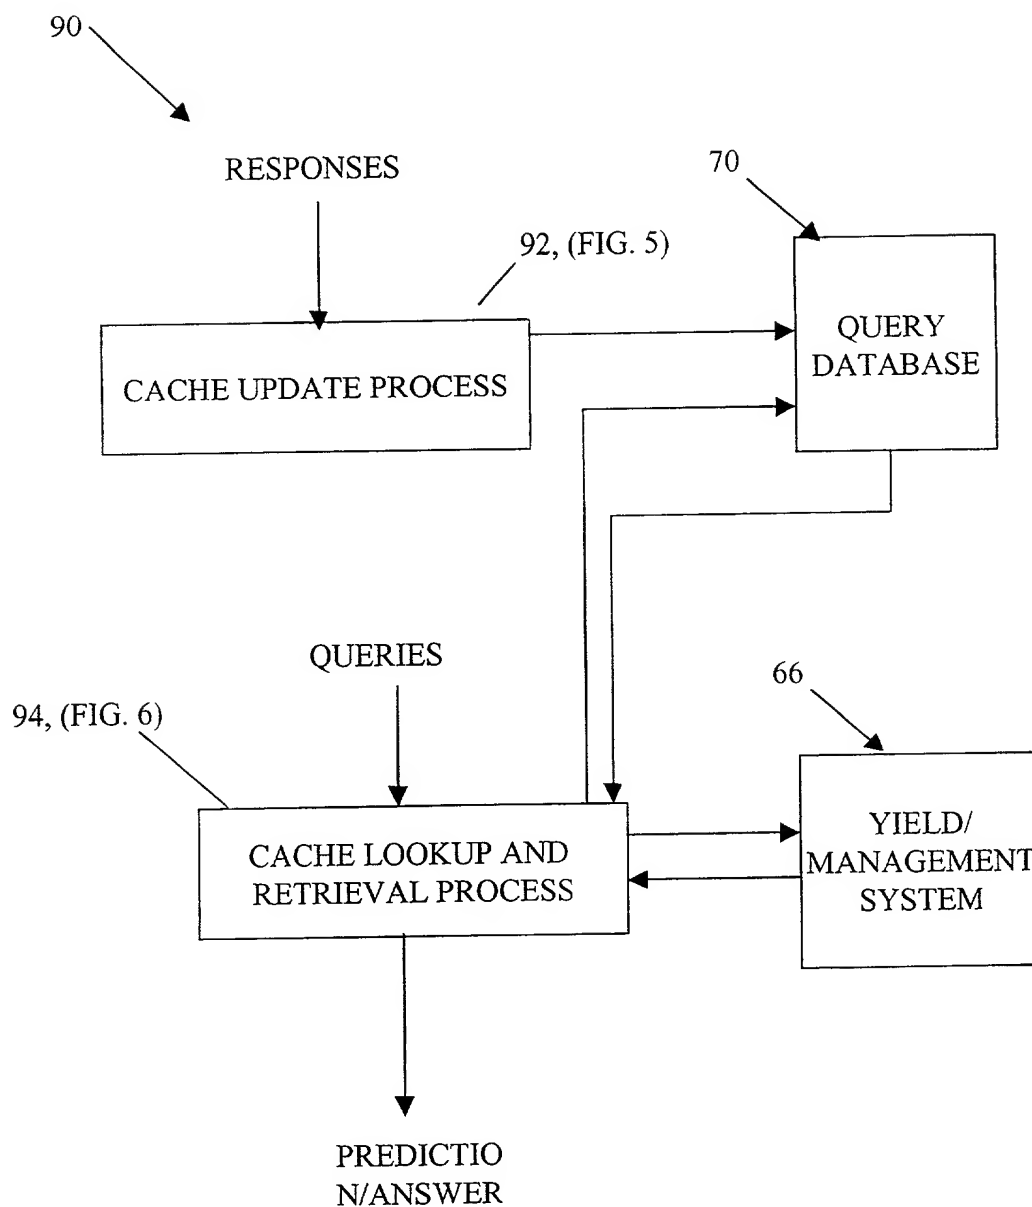 90
RESPONSES
70
92, (FIG. 5)
QUERY
DATABASE
CACHE UPDATE PROCESS
QUERIES
66
94, (FIG. 6)
YIELD/
MANAGEMENT
SYSTEM
CACHE LOOKUP AND
RETRIEVAL PROCESS
PREDICTIO
N/ANSWER